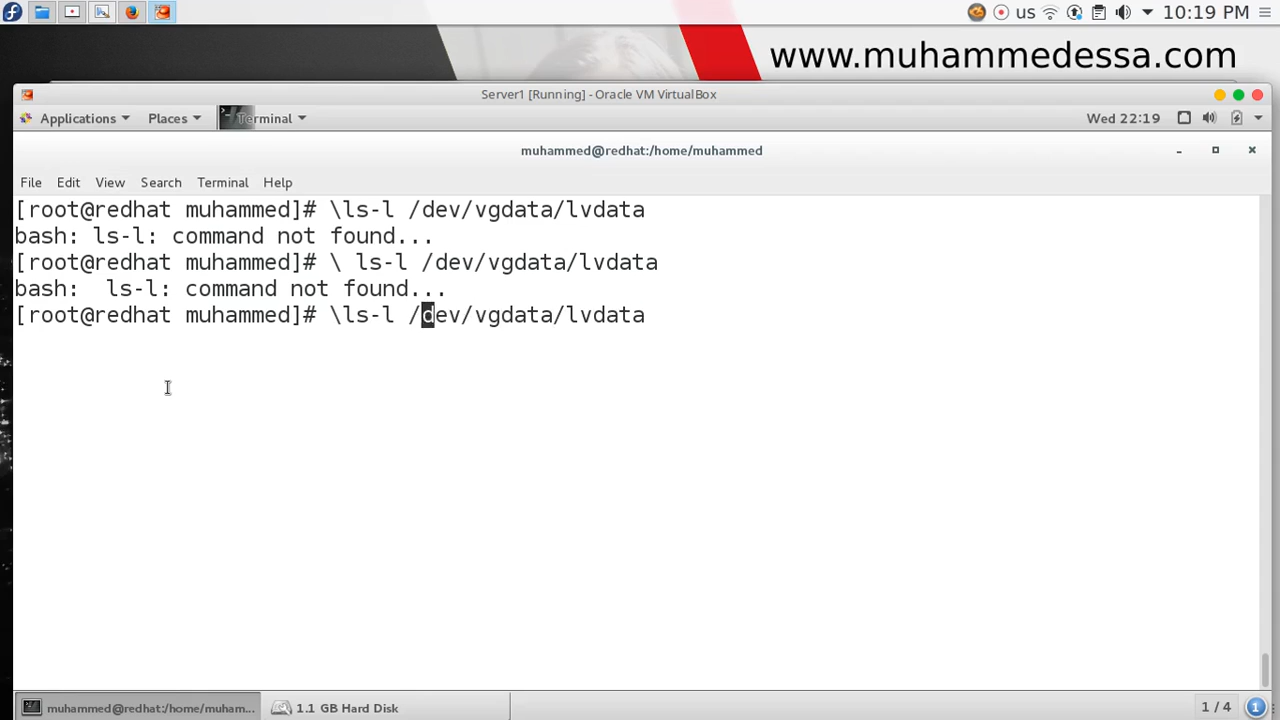 us
10:19 PM
www.muhammedessa.com
Server1 [Running] - Oracle VM VirtualBox
Applications
Places
Terminal
Wed 22:19
muhammed@redhat:/home/muhammed
File Edit View Search Terminal Help
[root@redhat muhammed]# \ls-l /dev/vgdata/lvdata
bash: ls-l: command not found...
[root@redhat muhammed]# \ ls-l /dev/vgdata/lvdata
bash:  ls-l: command not found...
[root@redhat muhammed]# \ls-l /dev/vgdata/lvdata
muhammed@redhat:/home/muham...
1.1 GB Hard Disk
1 / 4
1